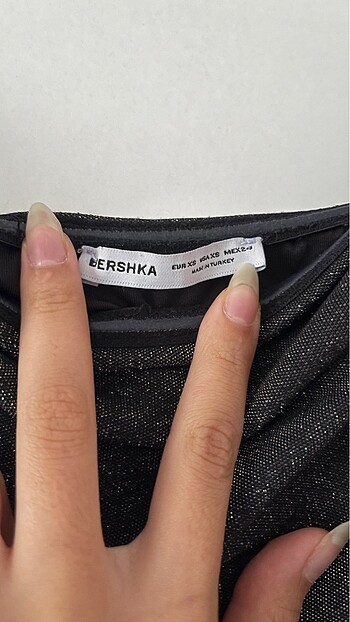 BERSHKA
EUR XS USA XS MEX 24
MADE IN TURKEY